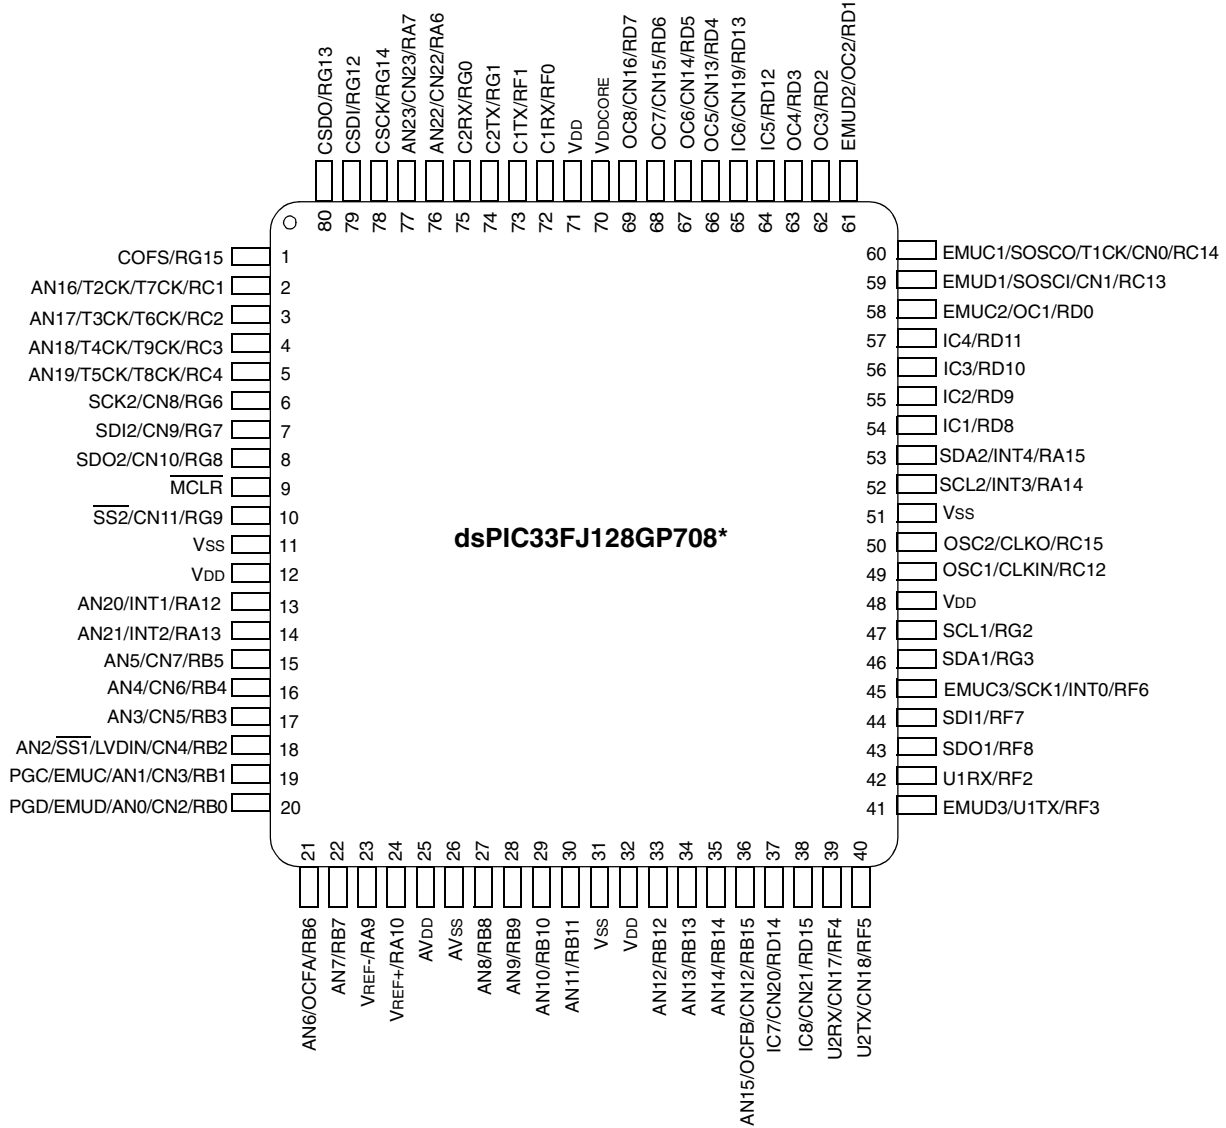 CSDO/RG13
CSDI/RG12
CSCK/RG14
AN23/CN23/RA7
AN22/CN22/RA6
C2RX/RG0
C2TX/RG1
C1TX/RF1
C1RX/RF0
VDD
VDDCORE
OC8/CN16/RD7
OC7/CN15/RD6
OC6/CN14/RD5
OC5/CN13/RD4
IC6/CN19/RD13
IC5/RD12
OC4/RD3
OC3/RD2
EMUD2/OC2/RD1
80
79
78
77
76
75
74
73
72
71
70
69
68
67
66
65
64
63
62
61
COFS/RG15 1
AN16/T2CK/T7CK/RC1 2
AN17/T3CK/T6CK/RC2 3
AN18/T4CK/T9CK/RC3 4
AN19/T5CK/T8CK/RC4 5
SCK2/CN8/RG6 6
SDI2/CN9/RG7 7
SDO2/CN10/RG8 8
MCLR 9
SS2/CN11/RG9 10
VSS 11
VDD 12
AN20/INT1/RA12 13
AN21/INT2/RA13 14
AN5/CN7/RB5 15
AN4/CN6/RB4 16
AN3/CN5/RB3 17
AN2/SS1/LVDIN/CN4/RB2 18
PGC/EMUC/AN1/CN3/RB1 19
PGD/EMUD/AN0/CN2/RB0 20
dsPIC33FJ128GP708*
60 EMUC1/SOSCO/T1CK/CN0/RC14
59 EMUD1/SOSCI/CN1/RC13
58 EMUC2/OC1/RD0
57 IC4/RD11
56 IC3/RD10
55 IC2/RD9
54 IC1/RD8
53 SDA2/INT4/RA15
52 SCL2/INT3/RA14
51 VSS
50 OSC2/CLKO/RC15
49 OSC1/CLKIN/RC12
48 VDD
47 SCL1/RG2
46 SDA1/RG3
45 EMUC3/SCK1/INT0/RF6
44 SDI1/RF7
43 SDO1/RF8
42 U1RX/RF2
41 EMUD3/U1TX/RF3
21
22
23
24
25
26
27
28
29
30
31
32
33
34
35
36
37
38
39
40
AN6/OCFA/RB6
AN7/RB7
VREF-/RA9
VREF+/RA10
AVDD
AVSS
AN8/RB8
AN9/RB9
AN10/RB10
AN11/RB11
VSS
VDD
AN12/RB12
AN13/RB13
AN14/RB14
AN15/OCFB/CN12/RB15
IC7/CN20/RD14
IC8/CN21/RD15
U2RX/CN17/RF4
U2TX/CN18/RF5